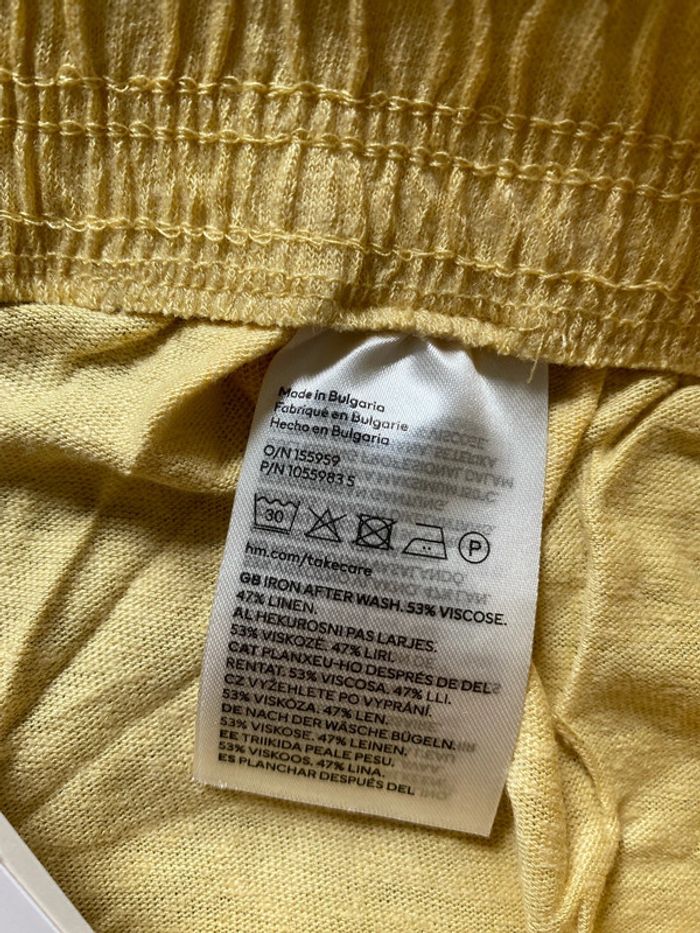 Made in Bulgaria
Fabriqué en Bulgarie
Hecho en Bulgaria
O/N 155959
P/N 1055983 S
30
P
hm.com/takecare
GB IRON AFTER WASH. 53% VISCOSE.
47% LINEN.
AL HEKUROSNI PAS LARJES.
53% VISKOZË. 47% LIRI.
CAT PLANXEU-HO DESPRÉS DE DEL
RENTAT. 53% VISCOSA. 47% LLI.
CZ VYŽEHLETE PO VYPRÁNÍ.
53% VISKÓZA. 47% LEN.
DE NACH DER WÄSCHE BÜGELN.
53% VISKOSE. 47% LEINEN.
EE TRIIKIDA PEALE PESU.
53% VISKOOS. 47% LINA.
ES PLANCHAR DESPUÉS DEL